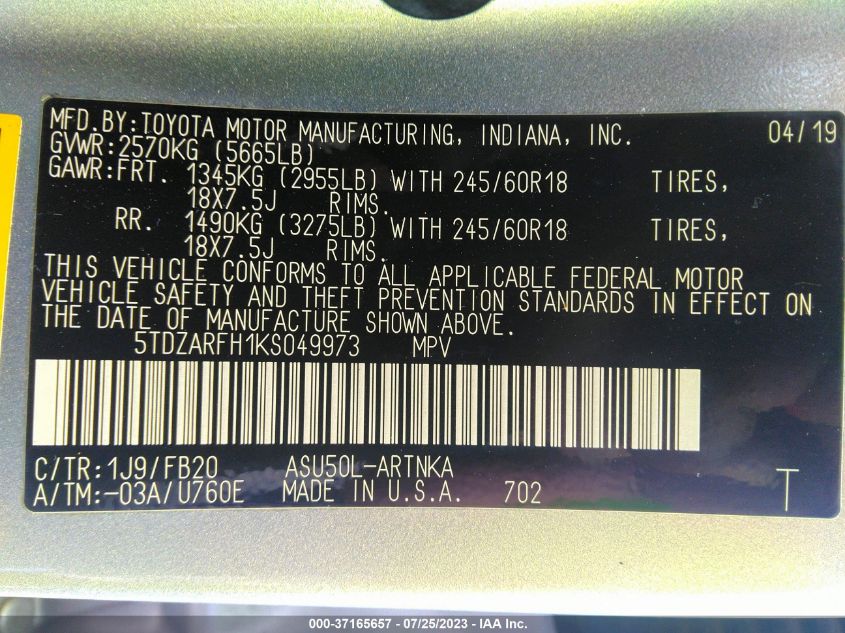 MFD.BY:TOYOTA MOTOR MANUFACTURING, INDIANA, INC. 04/19
GVWR:2570KG (5665LB)
GAWR:FRT. 1345KG (2955LB) WITH 245/60R18 TIRES,
18X7.5J RIMS.
RR. 1490KG (3275LB) WITH 245/60R18 TIRES,
18X7.5J RIMS.
THIS VEHICLE CONFORMS TO ALL APPLICABLE FEDERAL MOTOR
VEHICLE SAFETY AND THEFT PREVENTION STANDARDS IN EFFECT ON
THE DATE OF MANUFACTURE SHOWN ABOVE.
5TDZARFH1KS049973 MPV
C/TR:1J9/FB20 ASU50L-ARTNKA
A/TM:-03A/U760E MADE IN U.S.A. 702 T
000-37165657 - 07/25/2023 - IAA Inc.